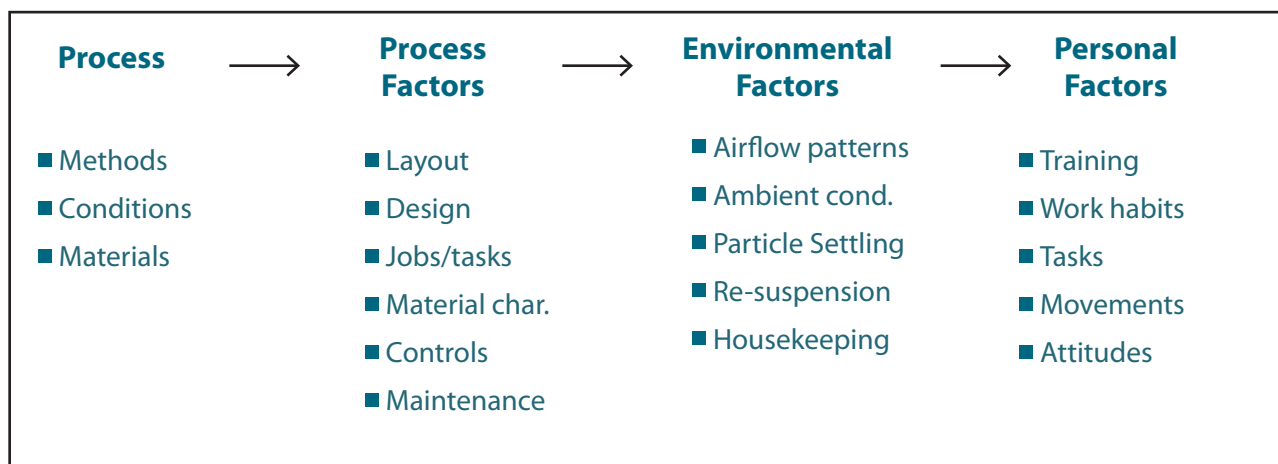 Process
Methods
Conditions
Materials
Process
Factors
Layout
Design
Jobs/tasks
Material char.
Controls
Maintenance
Environmental
Factors
Airflow patterns
Ambient cond.
Particle Settling
Re-suspension
Housekeeping
Personal
Factors
Training
Work habits
Tasks
Movements
Attitudes